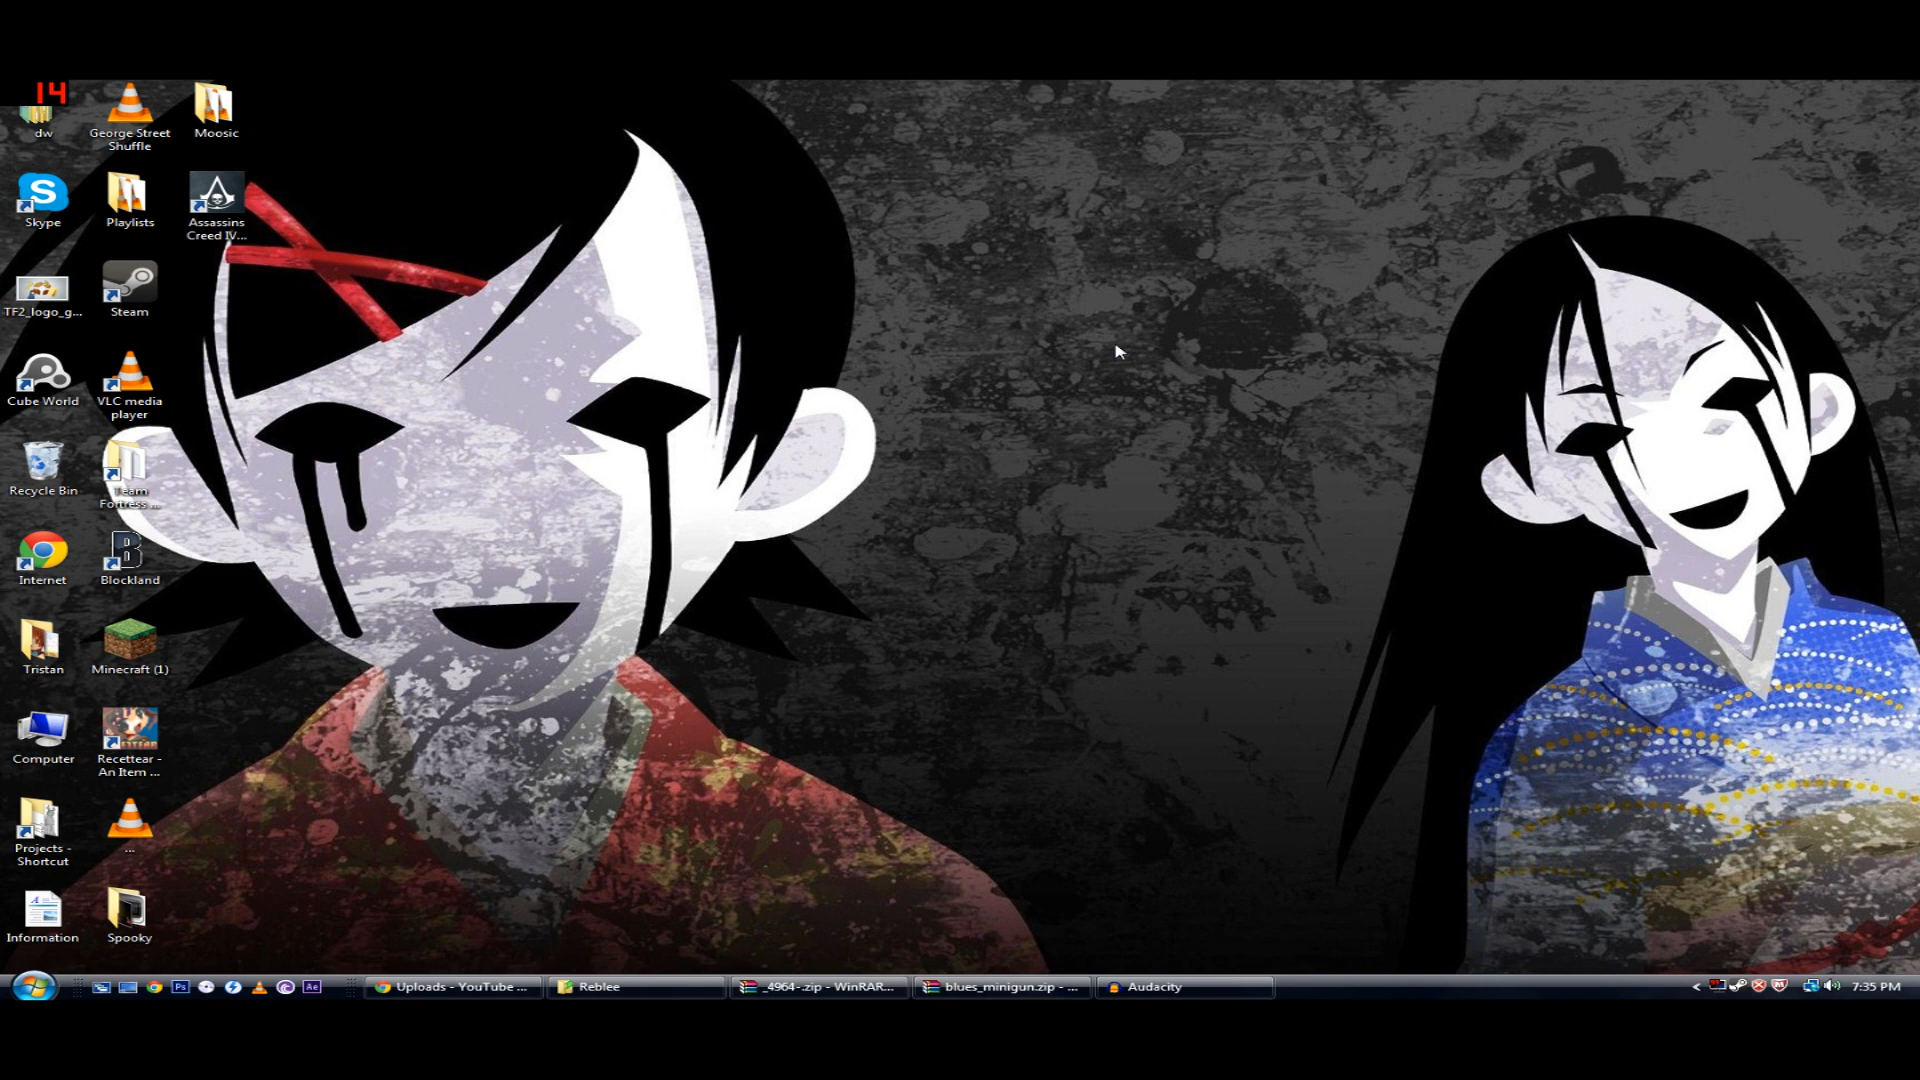 14
dw
George Street
Shuffle
Moosic
Skype
Playlists
Assassins
Creed IV...
TF2_logo_g...
Steam
Cube World
VLC media
player
Recycle Bin
Team
Fortress ...
Internet
Blockland
Tristan
Minecraft (1)
Computer
Recettear -
An Item ...
Projects -
Shortcut
...
Information
Spooky
Ps
Ae
Uploads - YouTube ...
Reblee
_4964-.zip - WinRAR...
blues_minigun.zip - ...
Audacity
7:35 PM